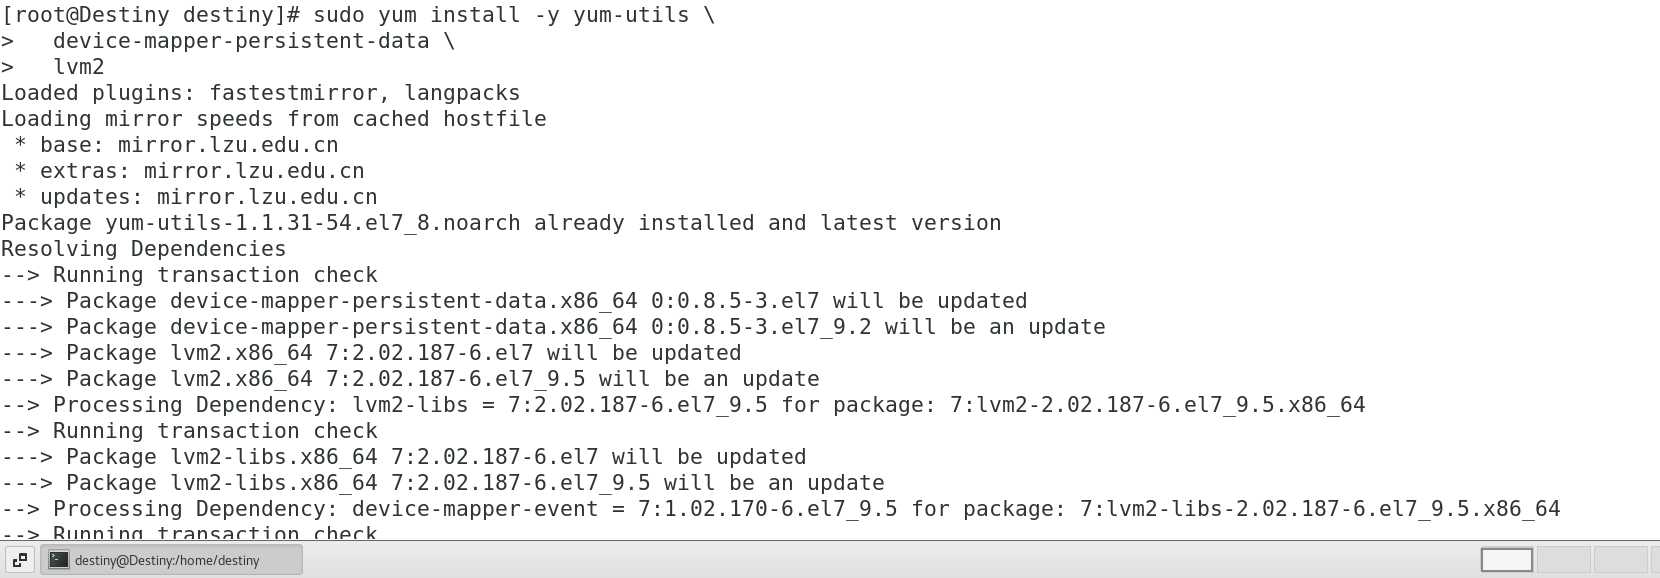 [root@Destiny destiny]# sudo yum install -y yum-utils \
>   device-mapper-persistent-data \
>   lvm2
Loaded plugins: fastestmirror, langpacks
Loading mirror speeds from cached hostfile
 * base: mirror.lzu.edu.cn
 * extras: mirror.lzu.edu.cn
 * updates: mirror.lzu.edu.cn
Package yum-utils-1.1.31-54.el7_8.noarch already installed and latest version
Resolving Dependencies
--> Running transaction check
---> Package device-mapper-persistent-data.x86_64 0:0.8.5-3.el7 will be updated
---> Package device-mapper-persistent-data.x86_64 0:0.8.5-3.el7_9.2 will be an update
---> Package lvm2.x86_64 7:2.02.187-6.el7 will be updated
---> Package lvm2.x86_64 7:2.02.187-6.el7_9.5 will be an update
--> Processing Dependency: lvm2-libs = 7:2.02.187-6.el7_9.5 for package: 7:lvm2-2.02.187-6.el7_9.5.x86_64
--> Running transaction check
---> Package lvm2-libs.x86_64 7:2.02.187-6.el7 will be updated
---> Package lvm2-libs.x86_64 7:2.02.187-6.el7_9.5 will be an update
--> Processing Dependency: device-mapper-event = 7:1.02.170-6.el7_9.5 for package: 7:lvm2-libs-2.02.187-6.el7_9.5.x86_64
--> Running transaction check
destiny@Destiny:/home/destiny